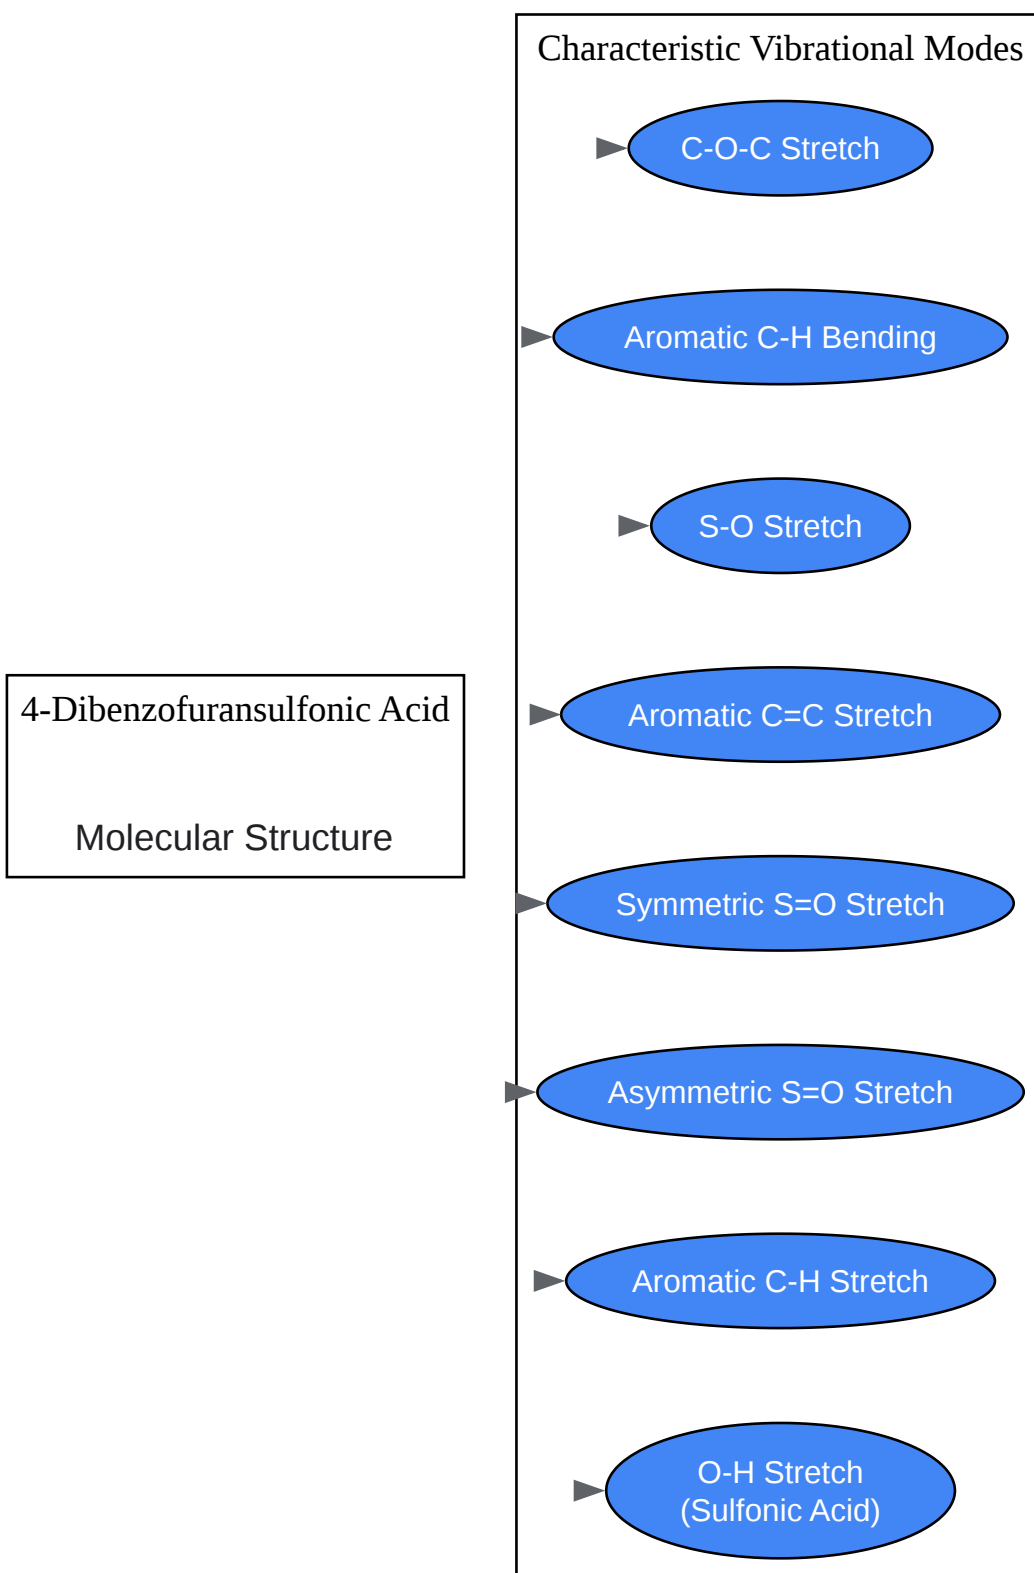 Characteristic Vibrational Modes
C-O-C Stretch
Aromatic C-H Bending
S-O Stretch
4-Dibenzofuransulfonic Acid
Molecular Structure
Aromatic C=C Stretch
Symmetric S=O Stretch
Asymmetric S=O Stretch
Aromatic C-H Stretch
O-H Stretch
(Sulfonic Acid)